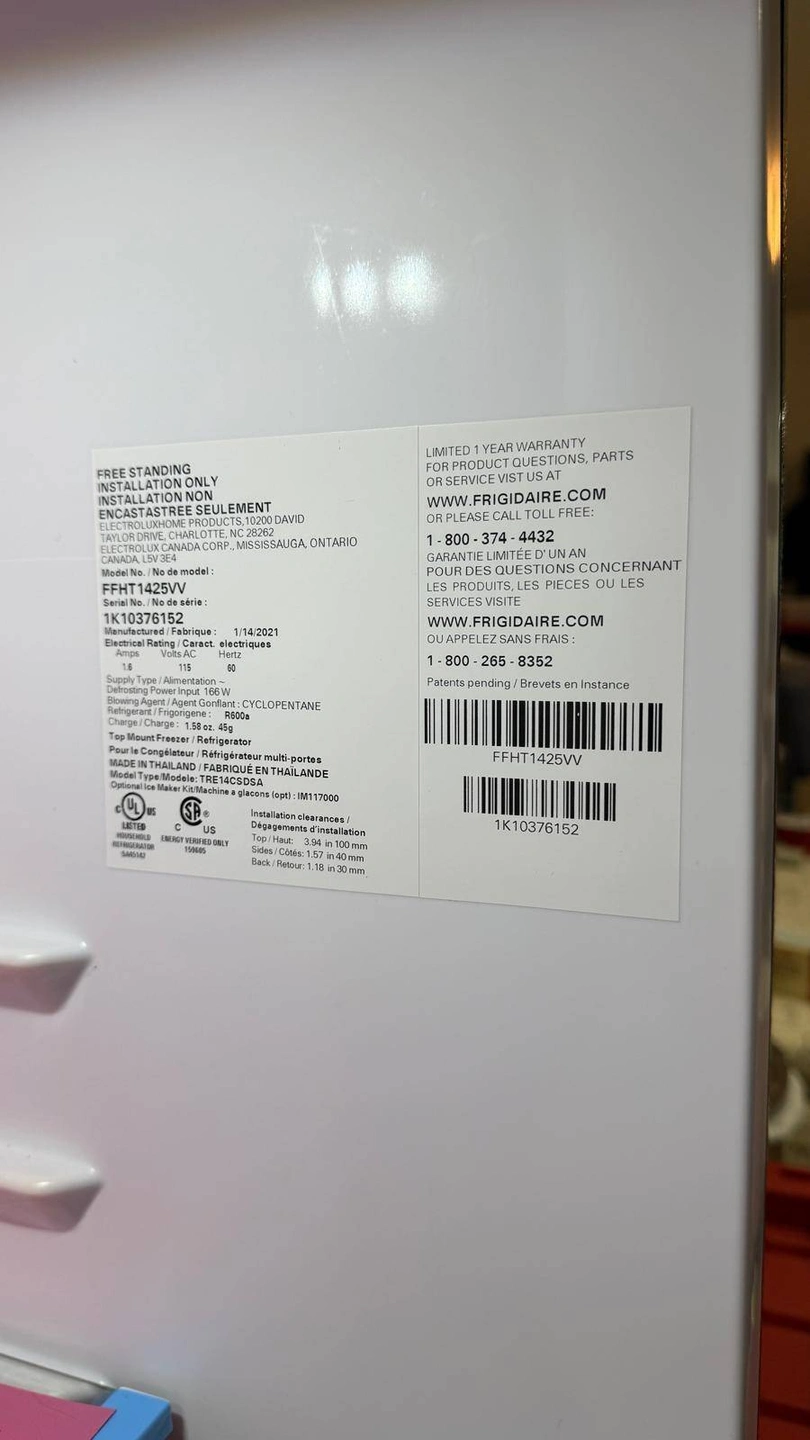 FREE STANDING
INSTALLATION ONLY
INSTALLATION NON
ENCASTASTREE SEULEMENT
ELECTROLUXHOME PRODUCTS,10200 DAVID
TAYLOR DRIVE, CHARLOTTE, NC 28262
ELECTROLUX CANADA CORP., MISSISSAUGA, ONTARIO
CANADA, L5V 3E4
Model No. / No de model :
FFHT1425VV
Serial No. / No de série :
1K10376152
Manufactured / Fabrique : 1/14/2021
Electrical Rating / Caract. electriques
Amps Volts AC Hertz
1.6 115 60
Supply Type / Alimentation ~
Defrosting Power Input 166 W
Blowing Agent / Agent Gonflant : CYCLOPENTANE
Refrigerant / Frigorigene : R600a
Charge / Charge : 1.58 oz. 45g
Top Mount Freezer / Refrigerator
Pour le Congélateur / Réfrigérateur multi-portes
MADE IN THAILAND / FABRIQUÉ EN THAÏLANDE
Model Type/Modele: TRE14CSDSA
Optional Ice Maker Kit/Machine a glacons (opt) : IM117000
C UL US
LISTED
HOUSEHOLD
REFRIGERATOR
SA45142
SA ®
C US
ENERGY VERIFIED ONLY
159605
Installation clearances /
Dégagements d'installation
Top / Haut: 3.94 in 100 mm
Sides / Côtés: 1.57 in 40 mm
Back / Retour: 1.18 in 30 mm
LIMITED 1 YEAR WARRANTY
FOR PRODUCT QUESTIONS, PARTS
OR SERVICE VIST US AT
WWW.FRIGIDAIRE.COM
OR PLEASE CALL TOLL FREE:
1 - 800 - 374 - 4432
GARANTIE LIMITÉE D' UN AN
POUR DES QUESTIONS CONCERNANT
LES PRODUITS, LES PIECES OU LES
SERVICES VISITE
WWW.FRIGIDAIRE.COM
OU APPELEZ SANS FRAIS :
1 - 800 - 265 - 8352
Patents pending / Brevets en Instance
FFHT1425VV
1K10376152